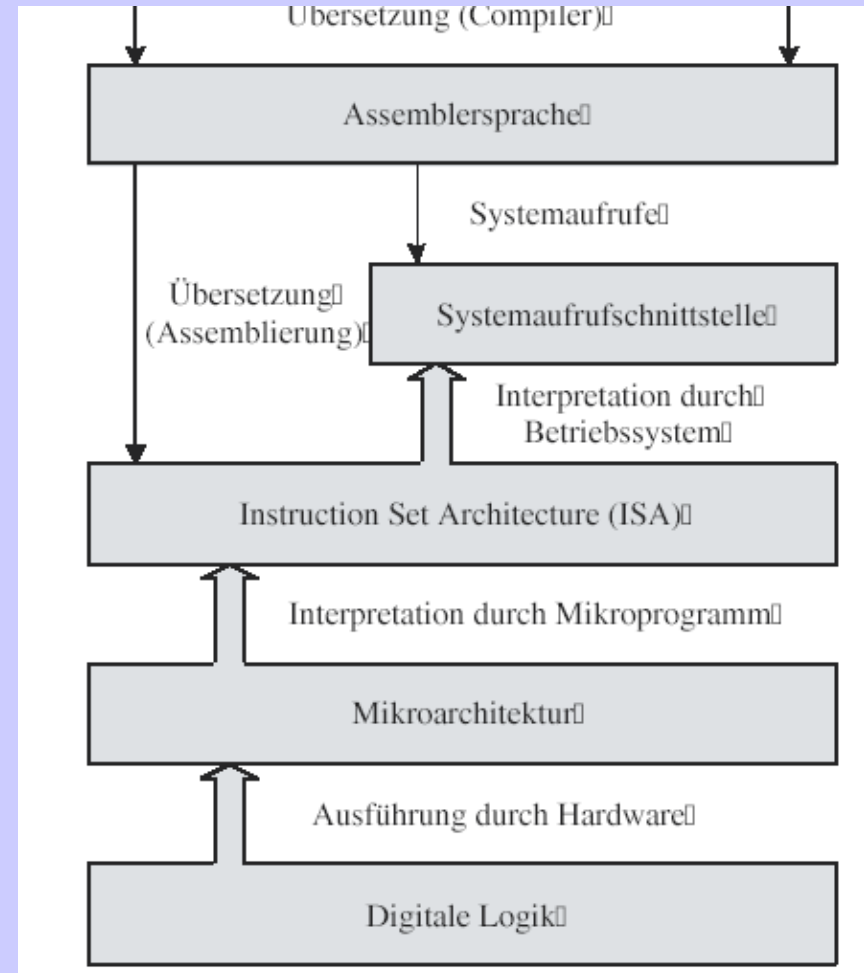 Übersetzung (Compiler)
Assemblersprache
Systemaufrufe
Übersetzung
(Assemblierung)
Systemaufrufschnittstelle
Interpretation durch
Betriebssystem
Instruction Set Architecture (ISA)
Interpretation durch Mikroprogramm
Mikroarchitektur
Ausführung durch Hardware
Digitale Logik